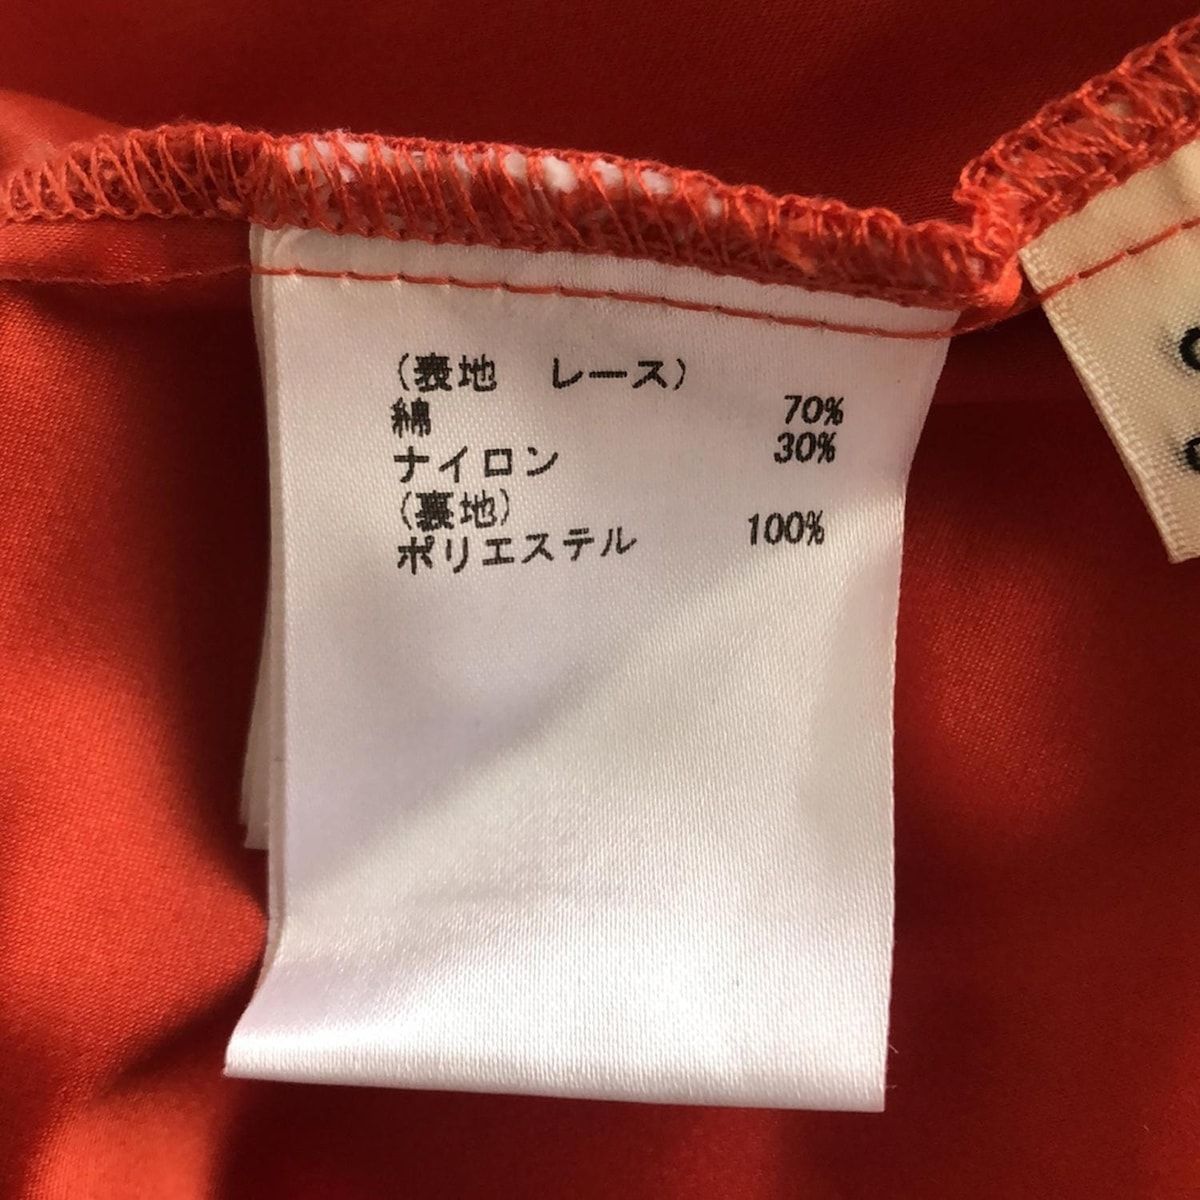 (表地　レース)
綿 70%
ナイロン 30%
(裏地)
ポリエステル 100%